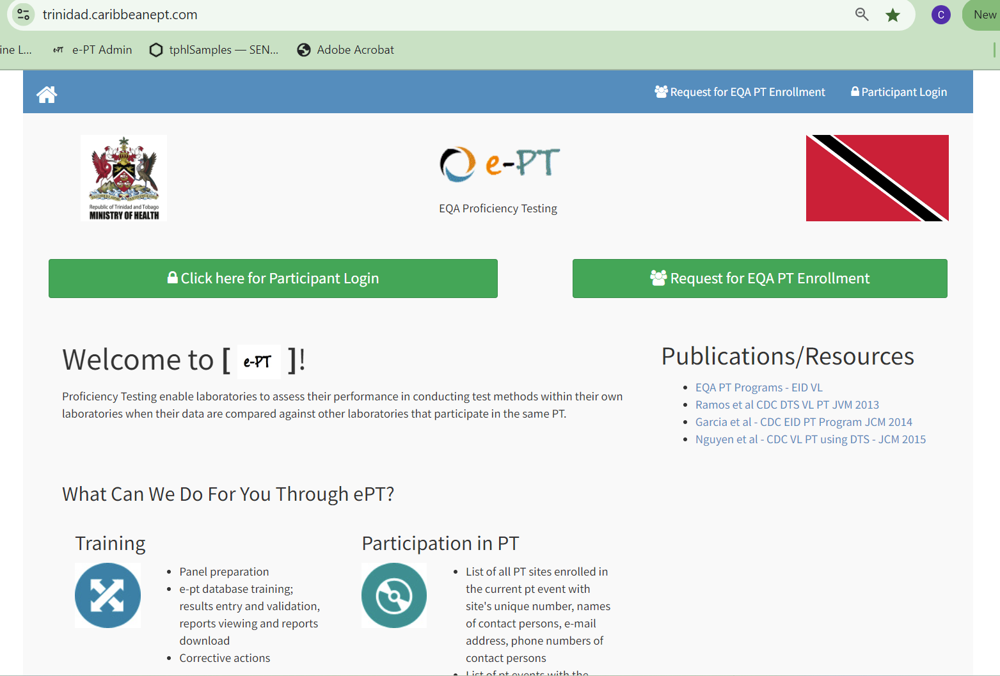 trinidad.caribbeanept.com
C
New
ine L...
e-PT
e-PT Admin
tphlSamples — SEN...
Adobe Acrobat
Request for EQA PT Enrollment
Participant Login
Republic of Trinidad and Tobago
MINISTRY OF HEALTH
e-PT
EQA Proficiency Testing
Click here for Participant Login
Request for EQA PT Enrollment
Welcome to [ e-PT ]!
Proficiency Testing enable laboratories to assess their performance in conducting test methods within their own
laboratories when their data are compared against other laboratories that participate in the same PT.
Publications/Resources
EQA PT Programs - EID VL
Ramos et al CDC DTS VL PT JVM 2013
Garcia et al - CDC EID PT Program JCM 2014
Nguyen et al - CDC VL PT using DTS - JCM 2015
What Can We Do For You Through ePT?
Training
Panel preparation
e-pt database training;
results entry and validation,
reports viewing and reports
download
Corrective actions
Participation in PT
List of all PT sites enrolled in
the current pt event with
site's unique number, names
of contact persons, e-mail
address, phone numbers of
contact persons
List of pt events with the